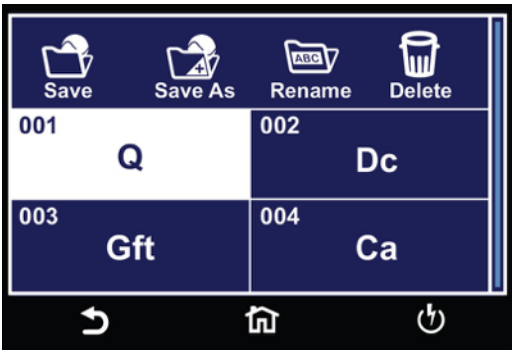 Save Save As Rename Delete
ABC
001 002
Q Dc
003 004
Gft Ca